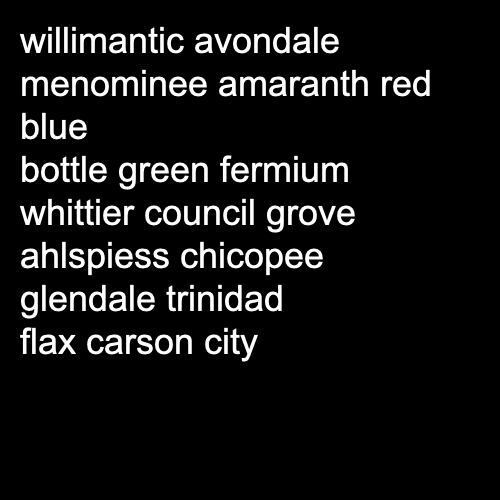 willimantic avondale
menominee amaranth red
blue
bottle green fermium
whittier council grove
ahlspiess chicopee
glendale trinidad
flax carson city